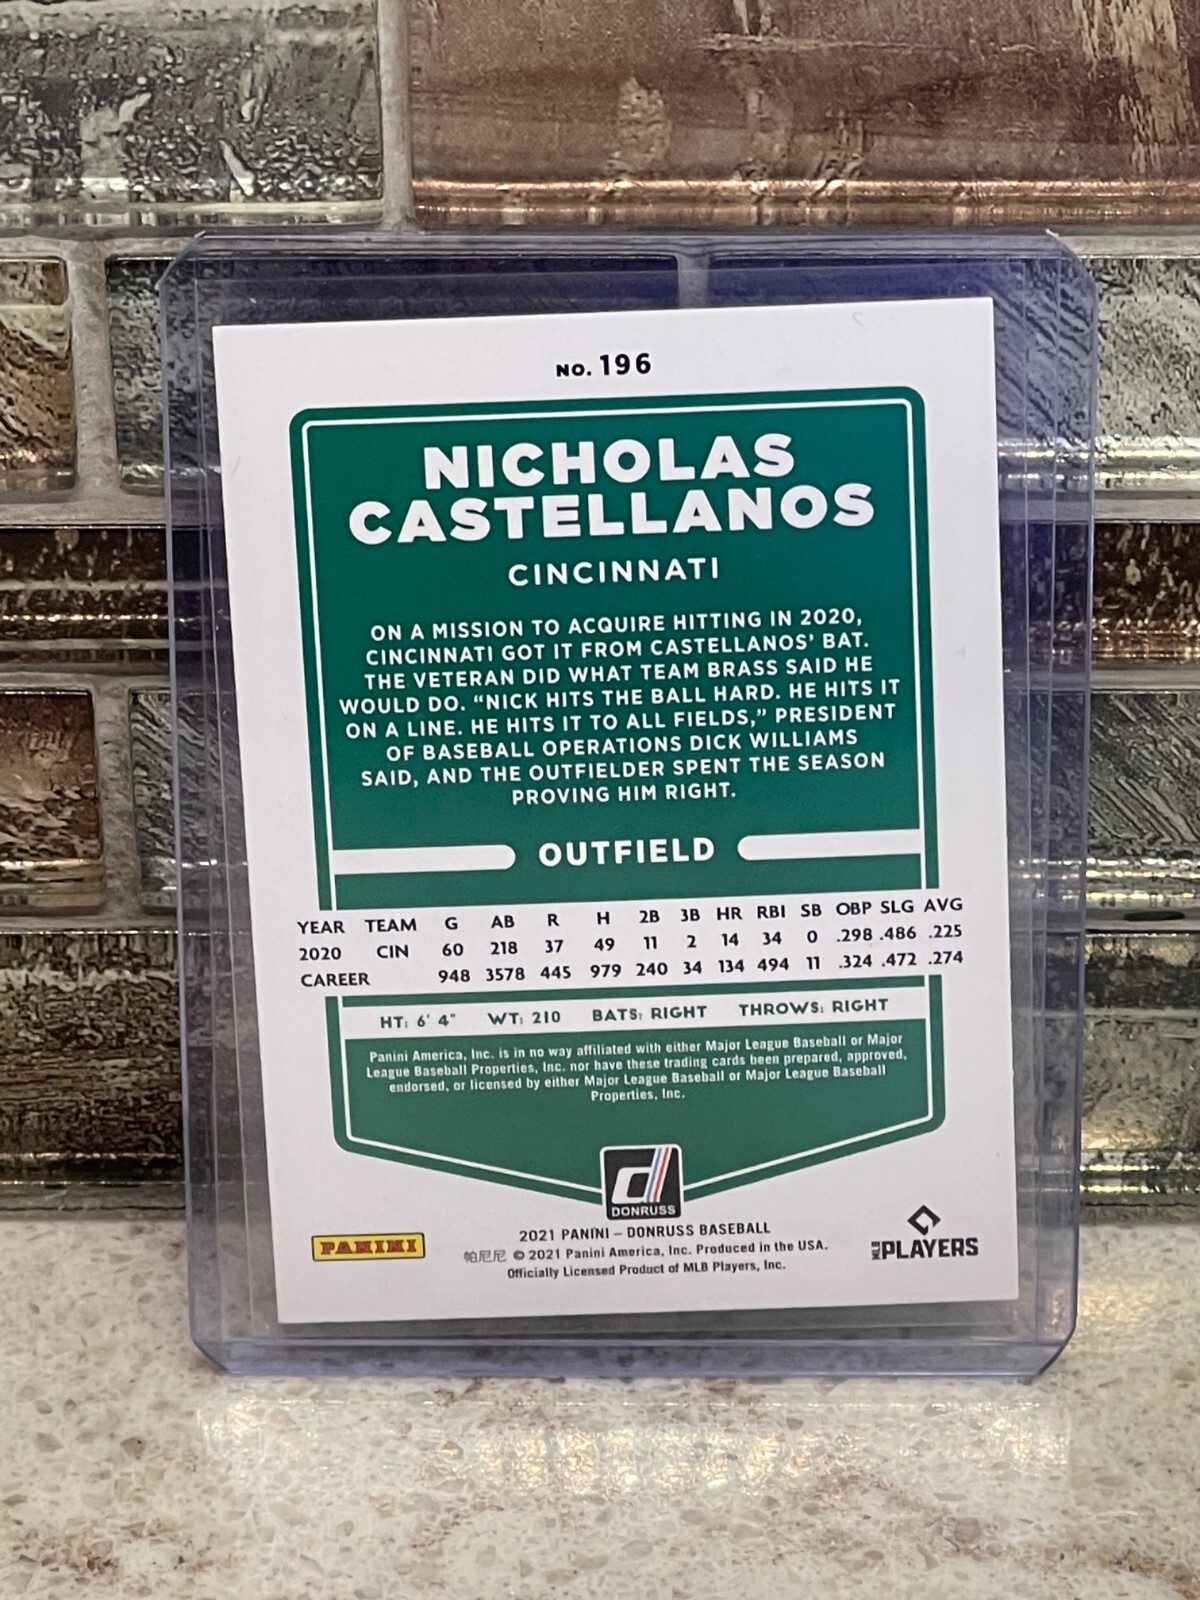 NO. 196
NICHOLAS
CASTELLANOS
CINCINNATI
ON A MISSION TO ACQUIRE HITTING IN 2020,
CINCINNATI GOT IT FROM CASTELLANOS' BAT.
THE VETERAN DID WHAT TEAM BRASS SAID HE
WOULD DO. “NICK HITS THE BALL HARD. HE HITS IT
ON A LINE. HE HITS IT TO ALL FIELDS,” PRESIDENT
OF BASEBALL OPERATIONS DICK WILLIAMS
SAID, AND THE OUTFIELDER SPENT THE SEASON
PROVING HIM RIGHT.
OUTFIELD
YEAR TEAM G AB R H 2B 3B HR RBI SB OBP SLG AVG
2020 CIN 60 218 37 49 11 2 14 34 0 .298 .486 .225
CAREER 948 3578 445 979 240 34 134 494 11 .324 .472 .274
HT: 6' 4" WT: 210 BATS: RIGHT THROWS: RIGHT
Panini America, Inc. is in no way affiliated with either Major League Baseball or Major
League Baseball Properties, Inc. nor have these trading cards been prepared, approved,
endorsed, or licensed by either Major League Baseball or Major League Baseball
Properties, Inc.
d
DONRUSS
PANINI
2021 PANINI – DONRUSS BASEBALL
帕尼尼 © 2021 Panini America, Inc. Produced in the USA.
Officially Licensed Product of MLB Players, Inc.
MLB PLAYERS